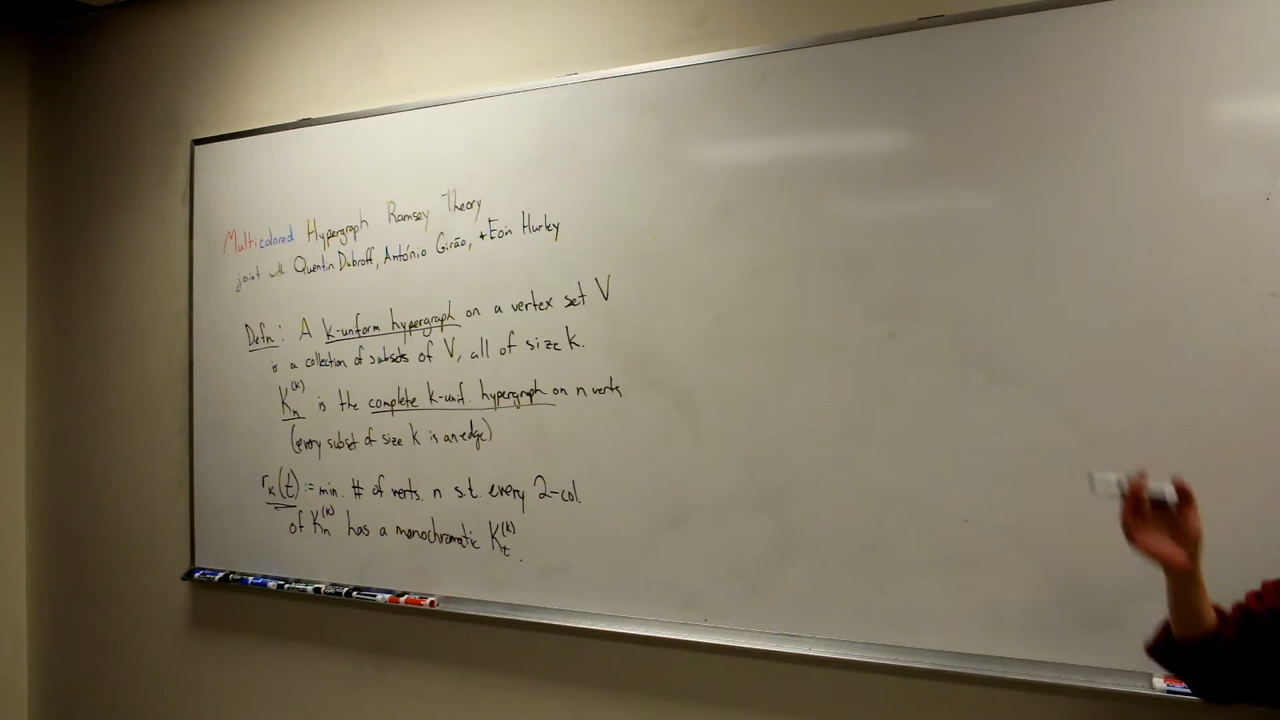 Multicolored Hypergraph Ramsey Theory
joint with Quentin Dubroff, António Girão, + Eoin Hurley
Defn: A k-uniform hypergraph on a vertex set V
is a collection of subsets of V, all of size k.
K_n^(k) is the complete k-unif. hypergraph on n verts
(every subset of size k is an edge)
r_k(t) := min. # of verts. n s.t. every 2-col.
of K_n^(k) has a monochromatic K_t^(k).